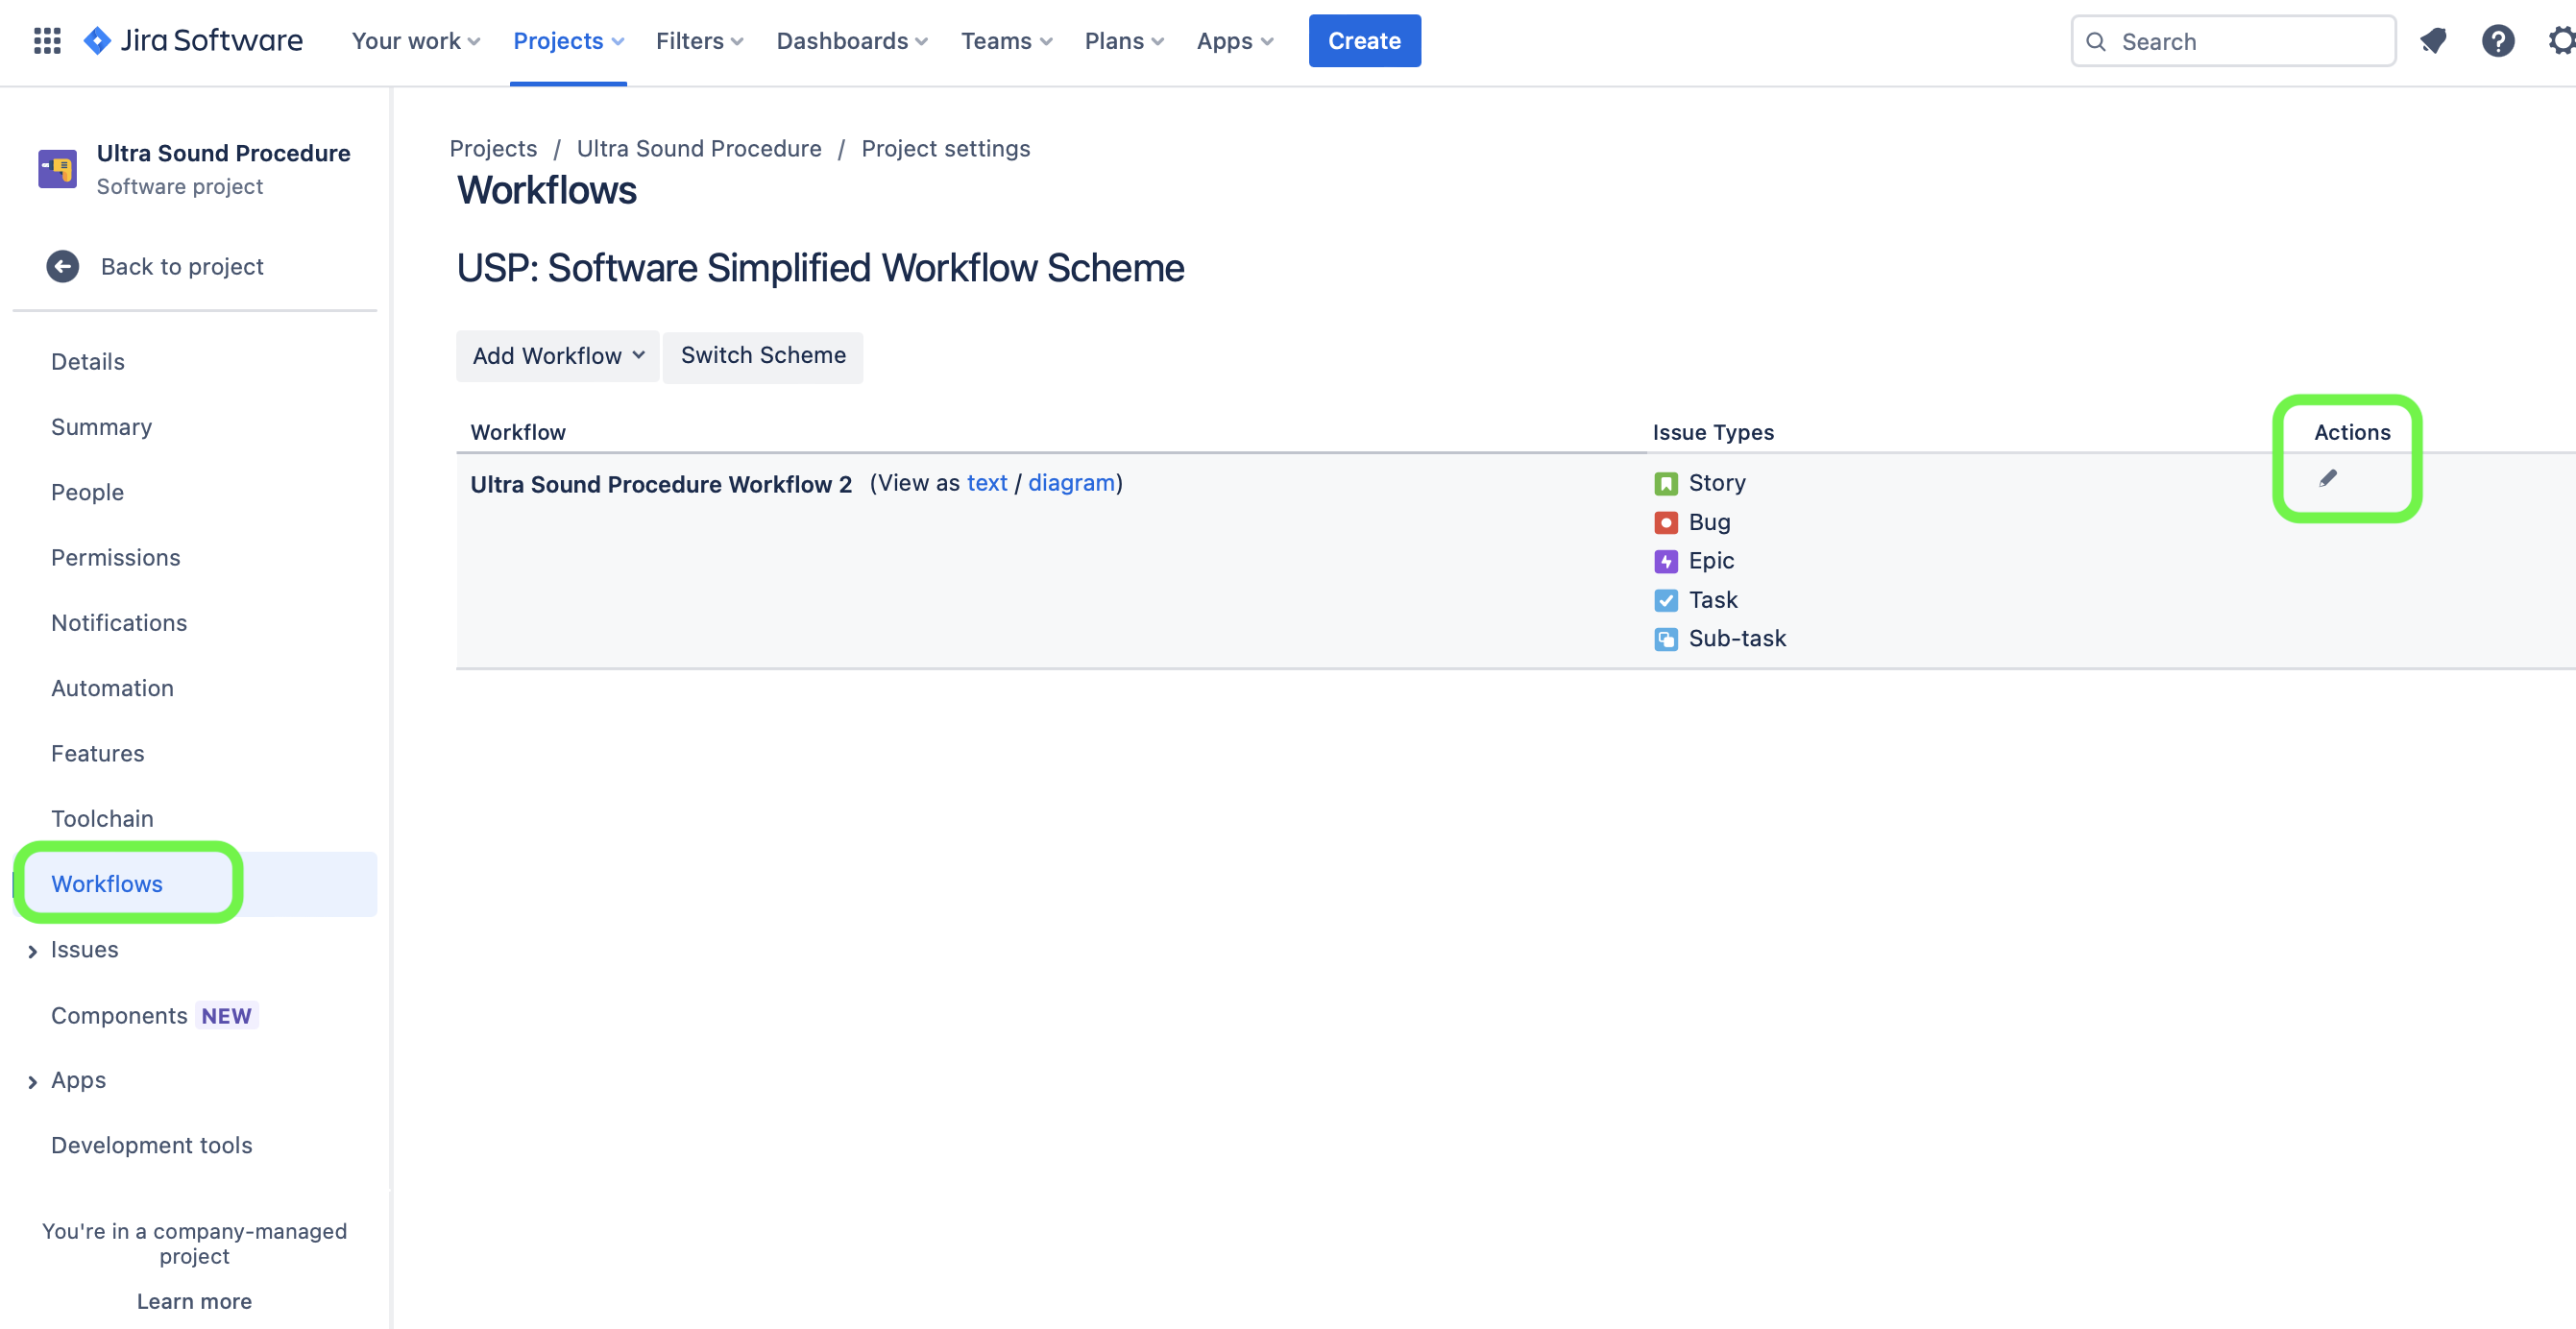 Jira Software Your work Projects Filters Dashboards Teams Plans Apps Create Search ?
Ultra Sound Procedure
Software project
Back to project
Details
Summary
People
Permissions
Notifications
Automation
Features
Toolchain
Workflows
Issues
Components NEW
Apps
Development tools
You're in a company-managed
project
Learn more
Projects / Ultra Sound Procedure / Project settings
Workflows
USP: Software Simplified Workflow Scheme
Add Workflow Switch Scheme
Workflow Issue Types Actions
Ultra Sound Procedure Workflow 2 (View as text / diagram) Story
Bug
Epic
Task
Sub-task